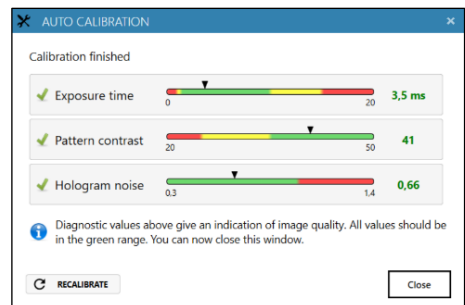 AUTO CALIBRATION
Calibration finished
Exposure time 0 20 3,5 ms
Pattern contrast 20 50 41
Hologram noise 0.3 1.4 0,66
Diagnostic values above give an indication of image quality. All values should be
in the green range. You can now close this window.
RECALIBRATE Close